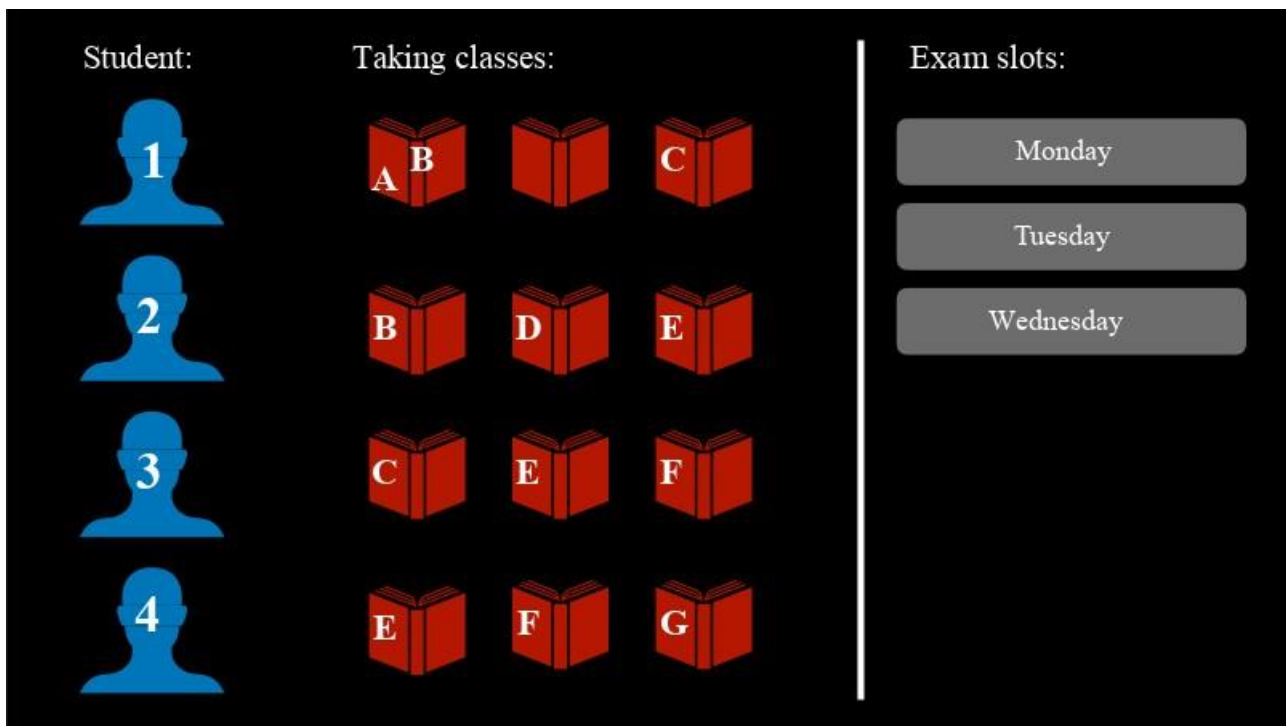 Student: Taking classes: Exam slots:
1 A B C Monday
Tuesday
2 B D E Wednesday
3 C E F
4 E F G